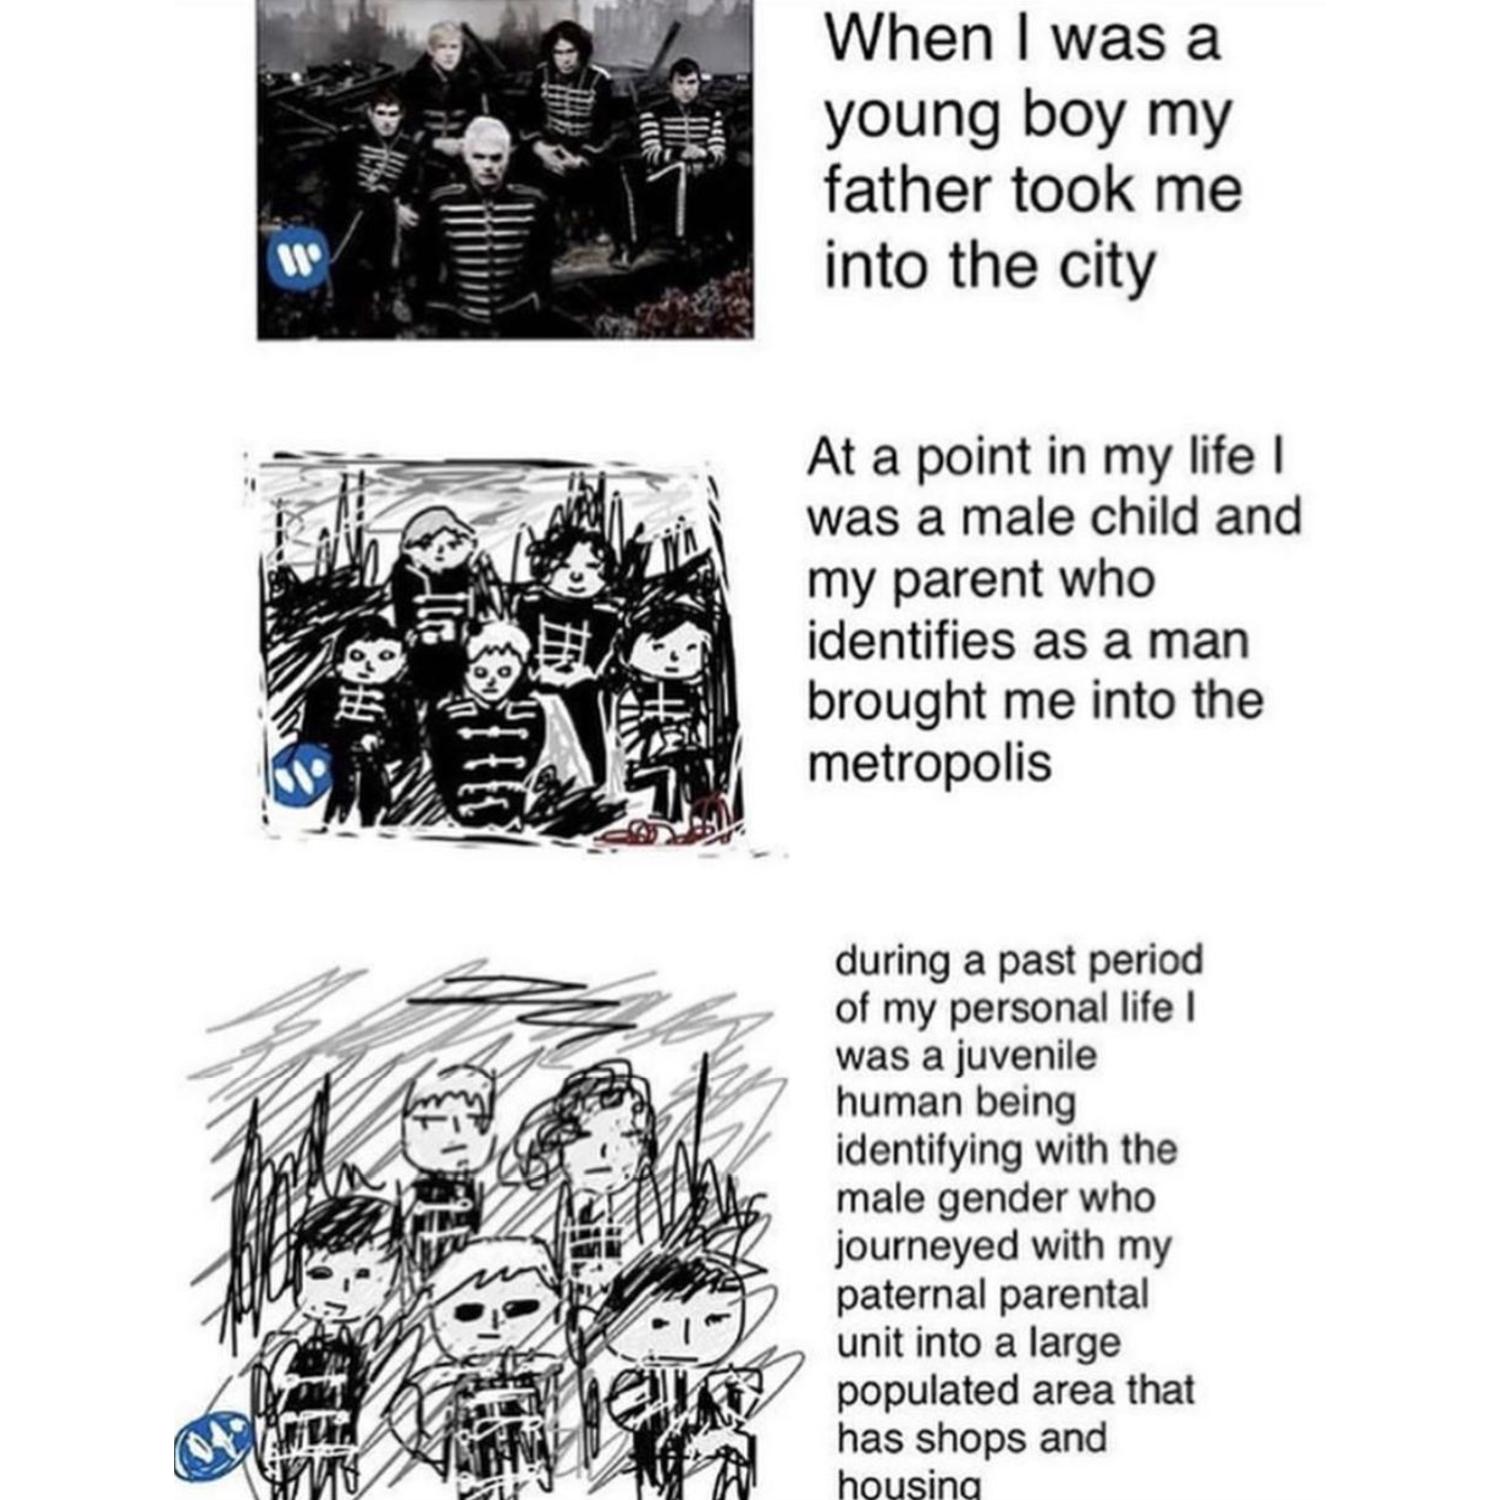 When I was a
young boy my
father took me
into the city
At a point in my life I
was a male child and
my parent who
identifies as a man
brought me into the
metropolis
during a past period
of my personal life I
was a juvenile
human being
identifying with the
male gender who
journeyed with my
paternal parental
unit into a large
populated area that
has shops and
housing